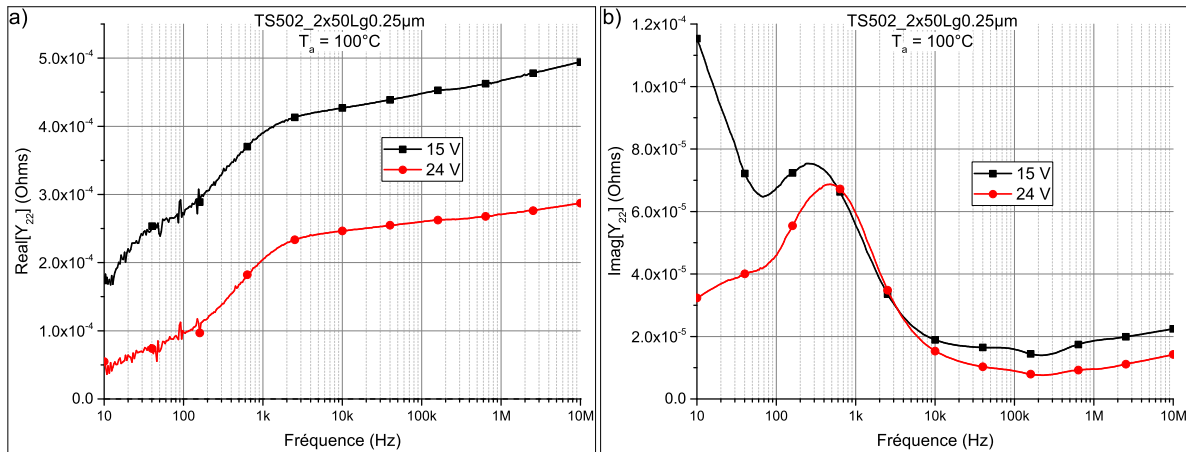 a)
TS502_2x50Lg0.25µm
Tₐ = 100°C
Real[Y₂₂] (Ohms)
5.0x10⁻⁴
4.0x10⁻⁴
3.0x10⁻⁴
2.0x10⁻⁴
1.0x10⁻⁴
0.0
15 V
24 V
10 100 1k 10k 100k 1M 10M
Fréquence (Hz)
b)
TS502_2x50Lg0.25µm
Tₐ = 100°C
Imag[Y₂₂] (Ohms)
1.2x10⁻⁴
1.0x10⁻⁴
8.0x10⁻⁵
6.0x10⁻⁵
4.0x10⁻⁵
2.0x10⁻⁵
0.0
15 V
24 V
10 100 1k 10k 100k 1M 10M
Fréquence (Hz)